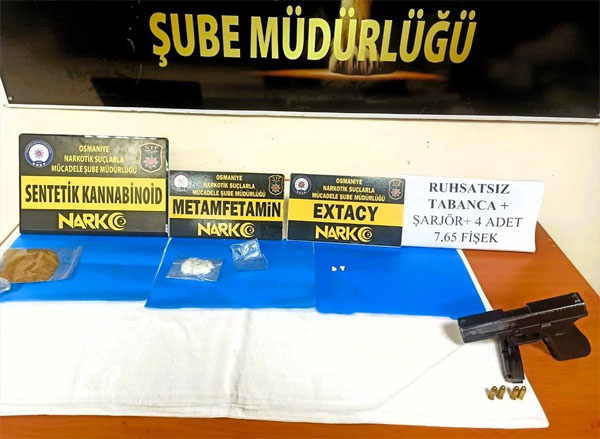 ŞUBE MÜDÜRLÜĞÜ
OSMANİYE
NARKOTİK SUÇLARLA
MÜCADELE ŞUBE MÜDÜRLÜĞÜ
SENTETİK KANNABİNOİD
NARKO
OSMANİYE
NARKOTİK SUÇLARLA
MÜCADELE ŞUBE MÜDÜRLÜĞÜ
METAMFETAMİN
NARKO
OSMANİYE
NARKOTİK SUÇLARLA
MÜCADELE ŞUBE MÜDÜRLÜĞÜ
EXTACY
NARKO
RUHSATSIZ
TABANCA +
ŞARJÖR+ 4 ADET
7,65 FİŞEK